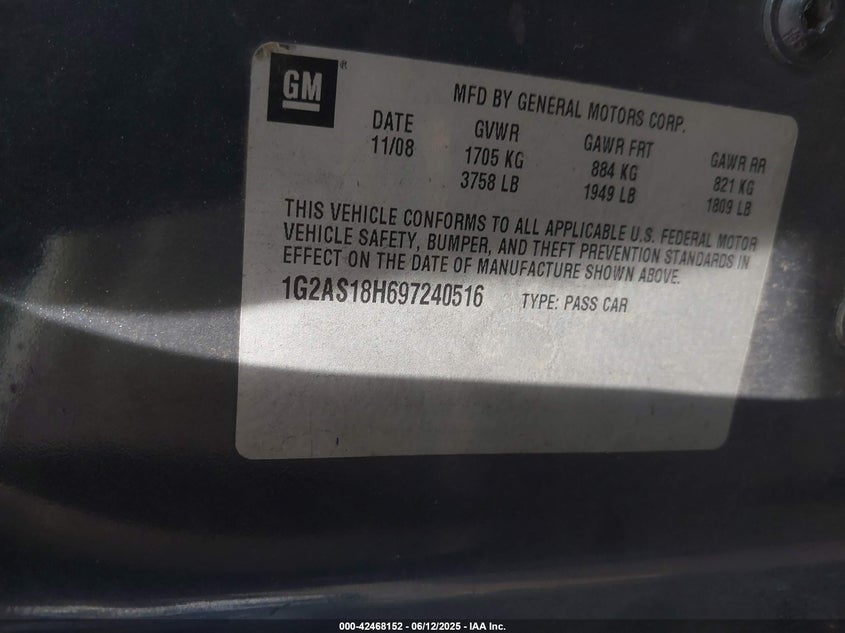 GM ®
MFD BY GENERAL MOTORS CORP.
DATE GVWR GAWR FRT GAWR RR
11/08 1705 KG 884 KG 821 KG
3758 LB 1949 LB 1809 LB
THIS VEHICLE CONFORMS TO ALL APPLICABLE U.S. FEDERAL MOTOR
VEHICLE SAFETY, BUMPER, AND THEFT PREVENTION STANDARDS IN
EFFECT ON THE DATE OF MANUFACTURE SHOWN ABOVE.
1G2AS18H697240516 TYPE: PASS CAR
000-42468152 - 06/12/2025 - IAA Inc.